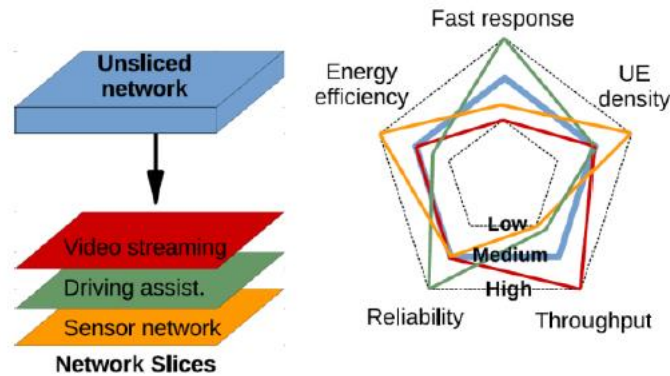 Unsliced
network
Video streaming
Driving assist.
Sensor network
Network Slices
Fast response
Energy
efficiency
UE
density
Low
Medium
High
Reliability
Throughput